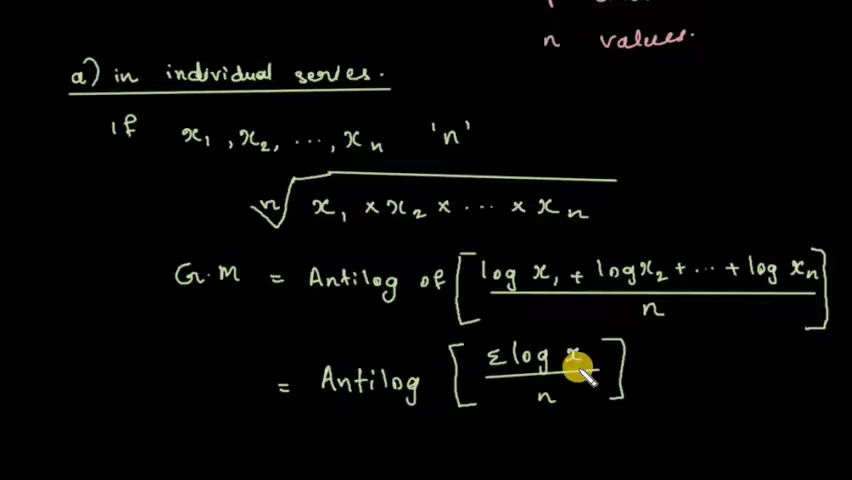 n values.
a) in individual series.
If x₁, x₂, ..., xₙ 'n'
ⁿ√x₁ × x₂ × ... × xₙ
G.M = Antilog of [log x₁ + log x₂ + ... + log xₙ / n]
= Antilog [Σ log x / n]